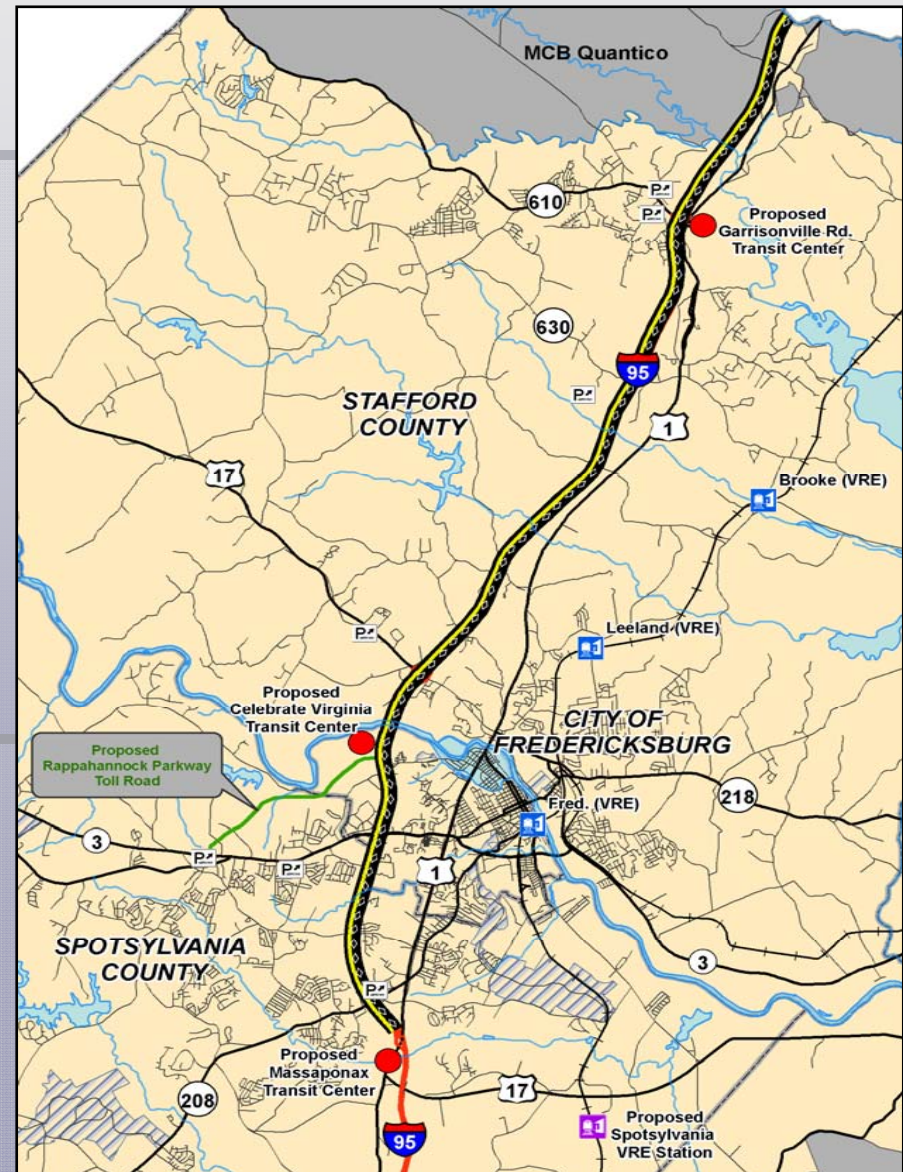 MCB Quantico
P
610
P
Proposed
Garrisonville Rd.
Transit Center
630
95
P
STAFFORD
COUNTY
1
17
Brooke (VRE)
P
Leeland (VRE)
Proposed
Celebrate Virginia
Transit Center
CITY OF
FREDERICKSBURG
Proposed
Rappahannock Parkway
Toll Road
218
Fred. (VRE)
3
P
P
1
SPOTSYLVANIA
COUNTY
3
P
Proposed
Massaponax
Transit Center
17
208
95
Proposed
Spotsylvania
VRE Station